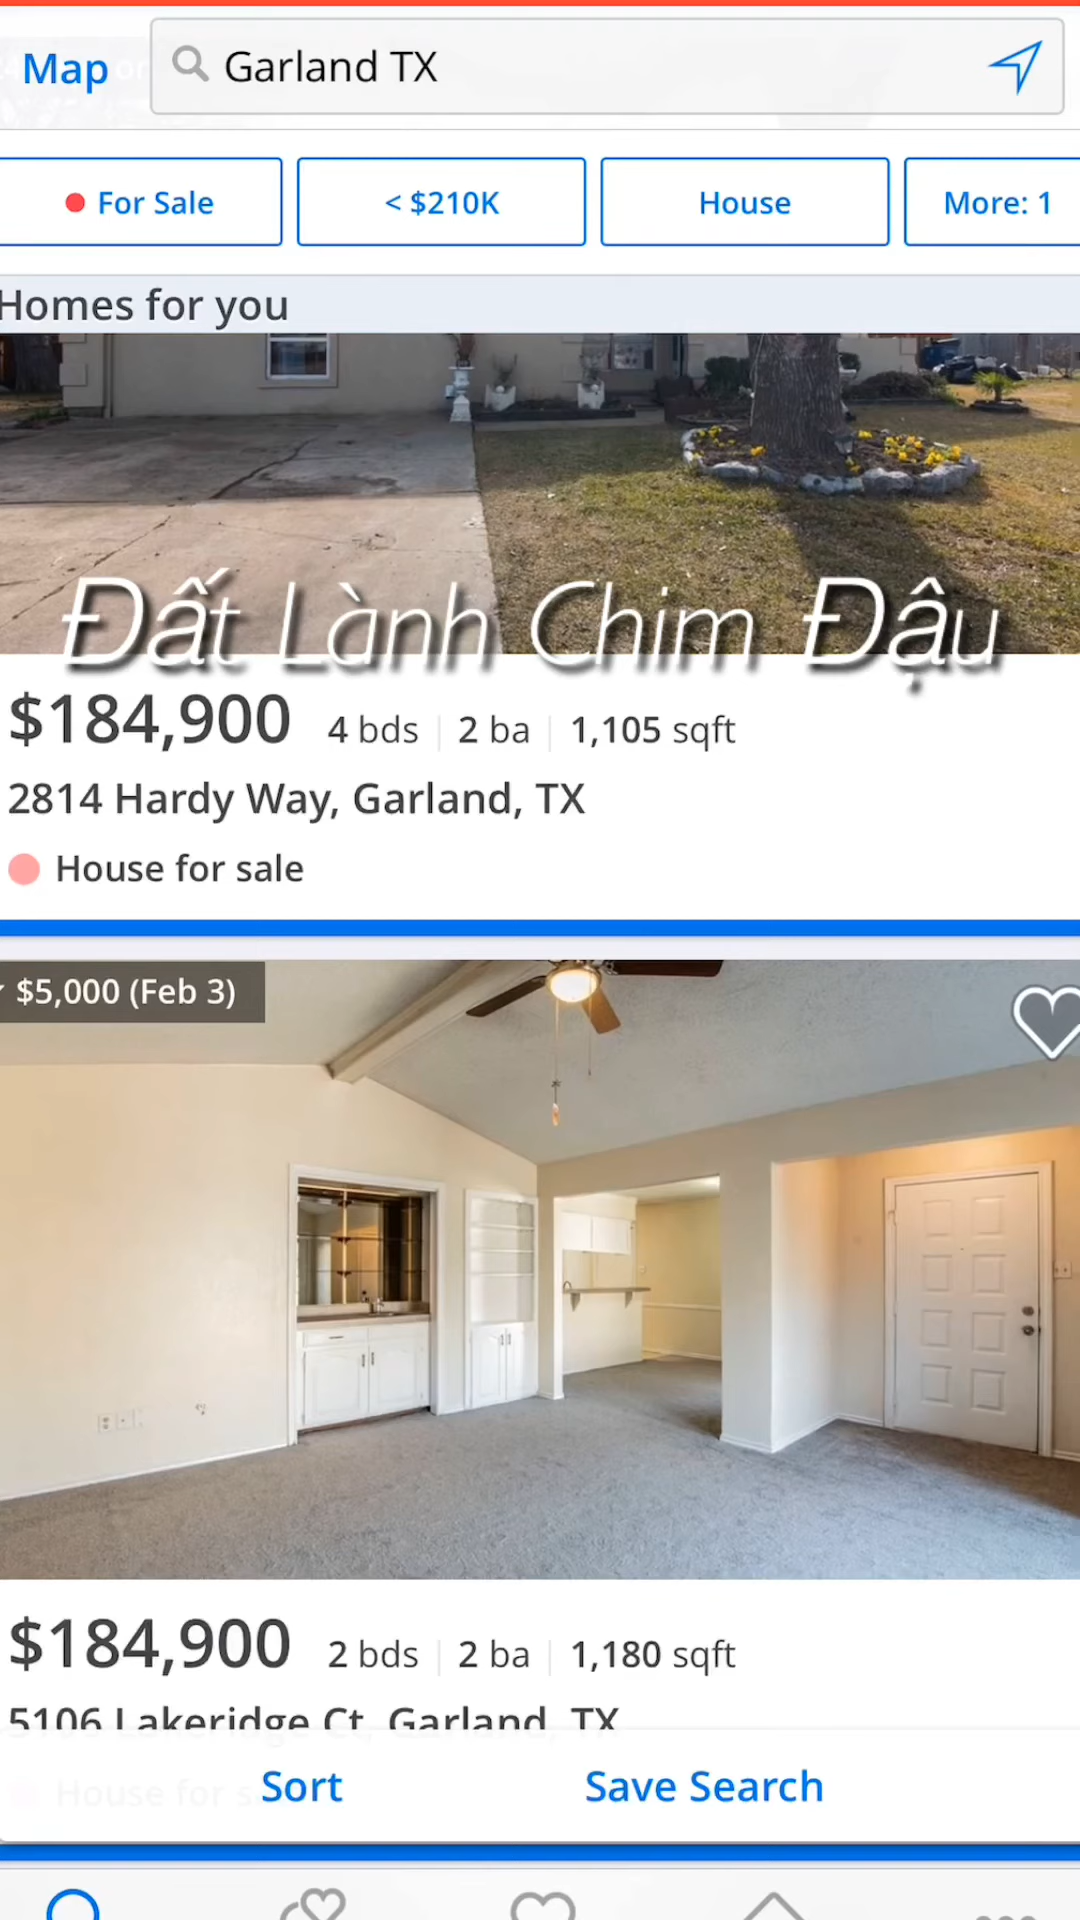 Map
Garland TX
For Sale
< $210K
House
More: 1
Homes for you
Đất Lành Chim Đậu
$184,900 4 bds 2 ba 1,105 sqft
2814 Hardy Way, Garland, TX
House for sale
$5,000 (Feb 3)
$184,900 2 bds 2 ba 1,180 sqft
5106 Lakeridge Ct, Garland, TX
House for s
Sort
Save Search